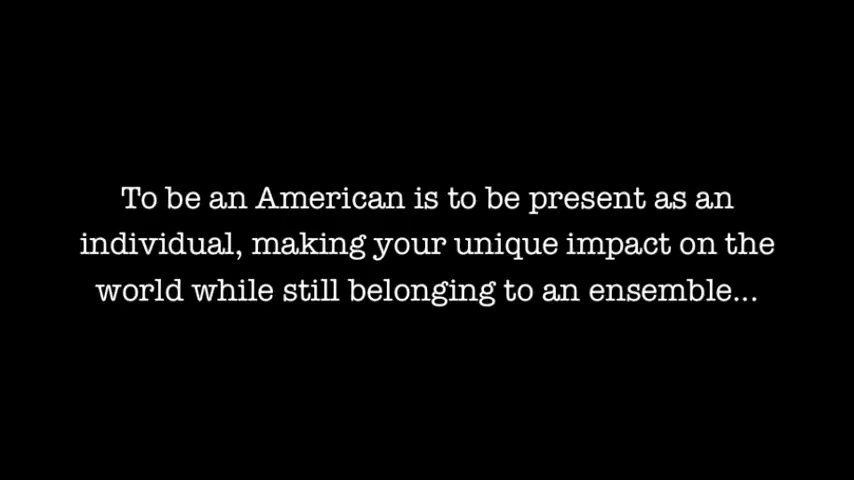 To be an American is to be present as an
individual, making your unique impact on the
world while still belonging to an ensemble...